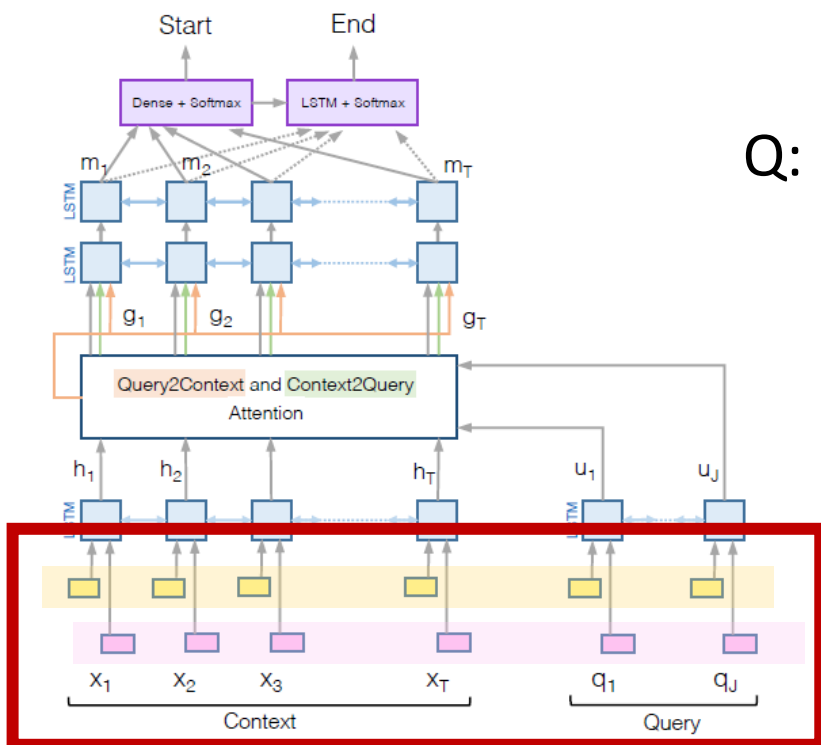 Start End
Dense + Softmax LSTM + Softmax
Q:
m1 m2 mT
LSTM
LSTM
g1 g2 gT
Query2Context and Context2Query
Attention
h1 h2 hT u1 uJ
LSTM LSTM
x1 x2 x3 xT q1 qJ
Context Query